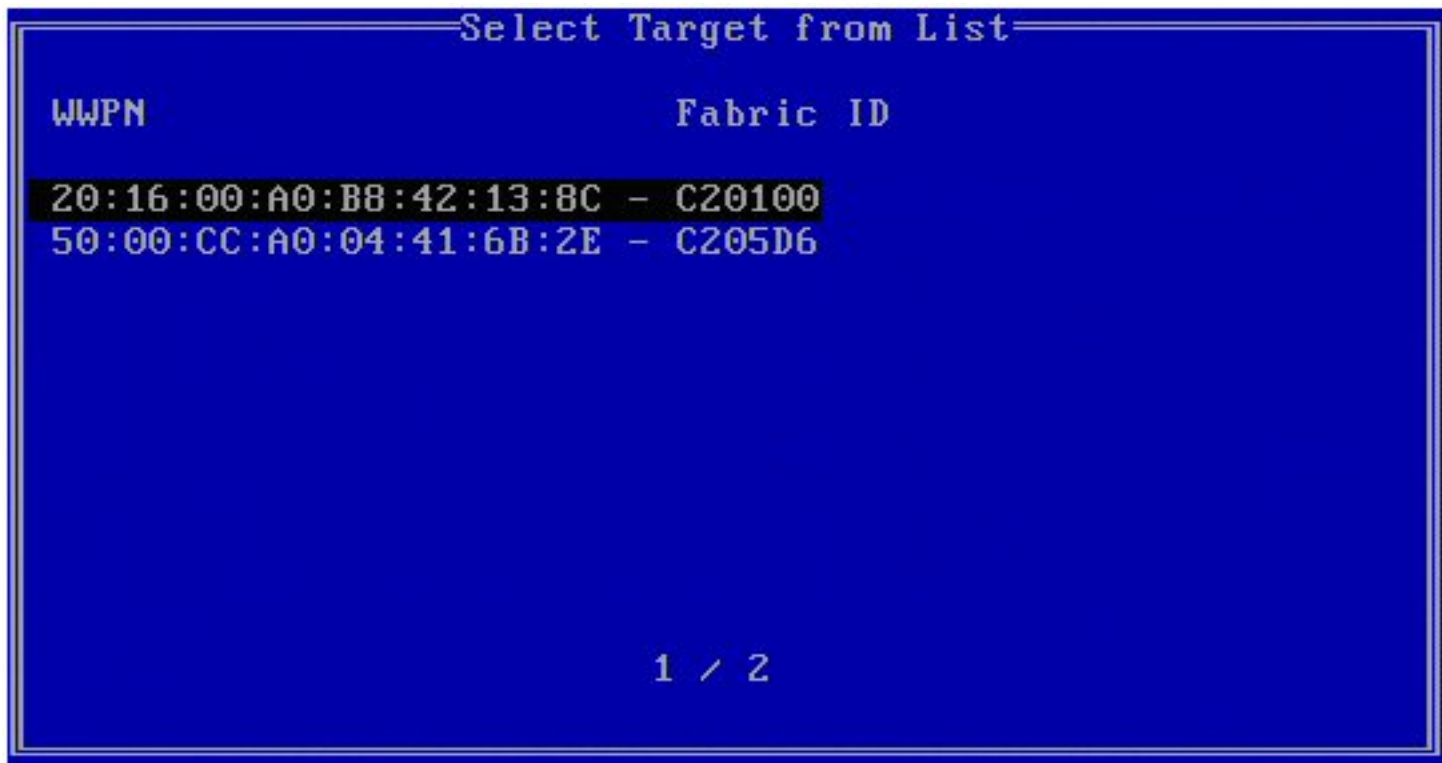 Select Target from List
WWPN Fabric ID
20:16:00:A0:B8:42:13:8C - C20100
50:00:CC:A0:04:41:6B:2E - C205D6
1 / 2